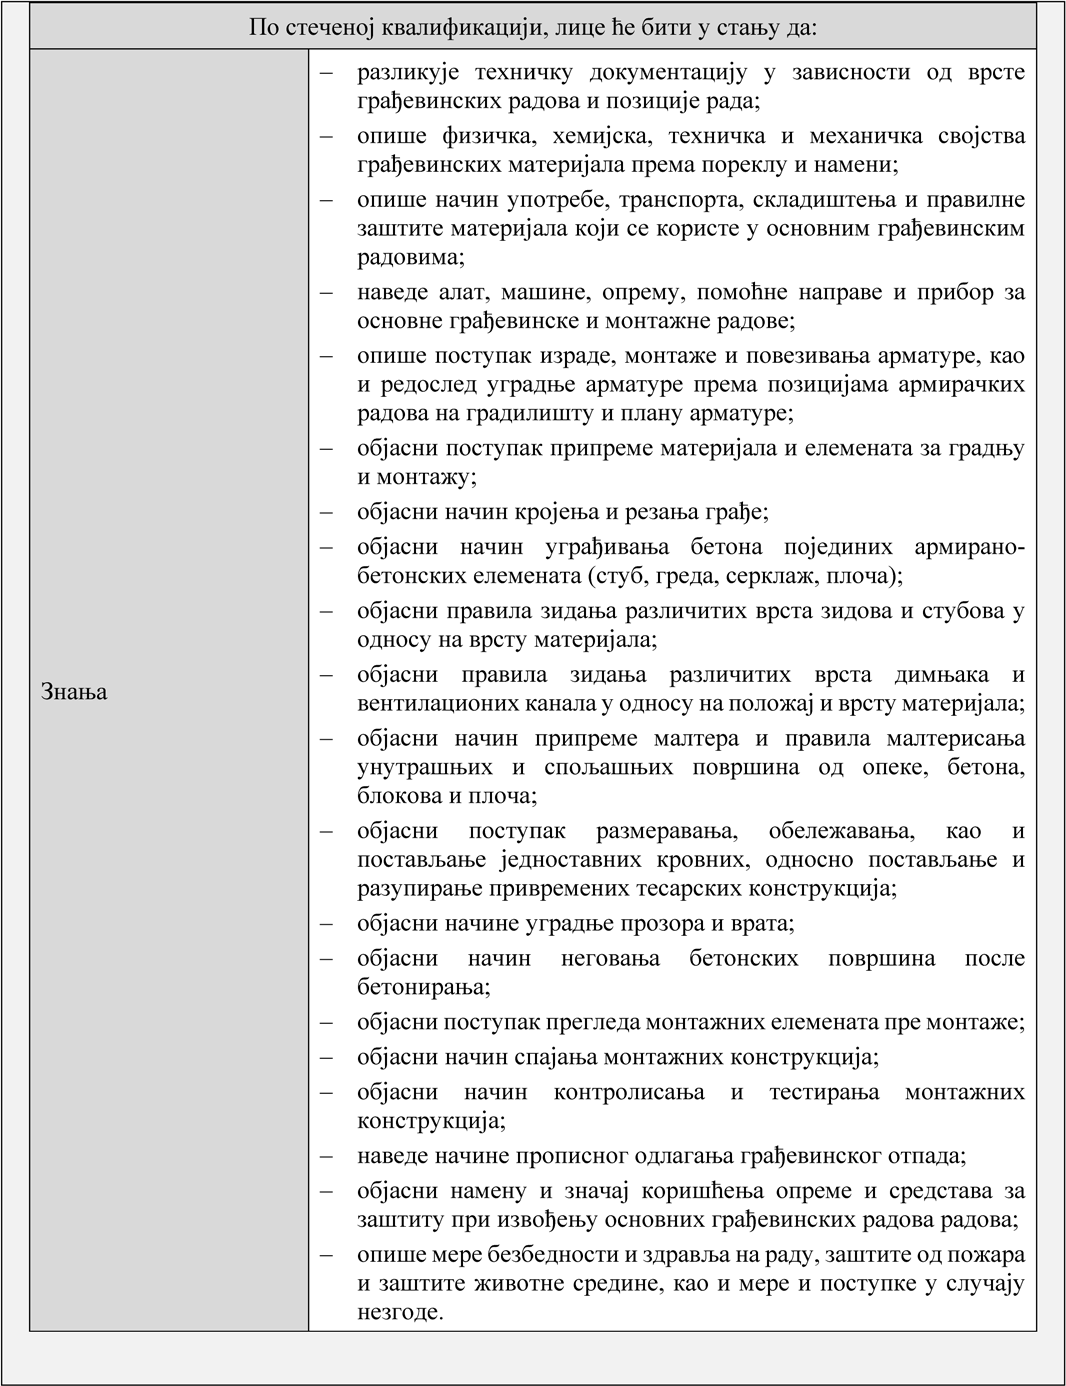 По стеченој квалификацији, лице ће бити у стању да:
Знања
– разликује техничку документацију у зависности од врсте
грађевинских радова и позиције рада;
– опише физичка, хемијска, техничка и механичка својства
грађевинских материјала према пореклу и намени;
– опише начин употребе, транспорта, складиштења и правилне
заштите материјала који се користе у основним грађевинским
радовима;
– наведе алат, машине, опрему, помоћне направе и прибор за
основне грађевинске и монтажне радове;
– опише поступак израде, монтаже и повезивања арматуре, као
и редослед уградње арматуре према позицијама армирачких
радова на градилишту и плану арматуре;
– објасни поступак припреме материјала и елемената за градњу
и монтажу;
– објасни начин кројења и резања грађе;
– објасни начин уграђивања бетона појединих армирано-
бетонских елемената (стуб, греда, серклаж, плоча);
– објасни правила зидања различитих врста зидова и стубова у
односу на врсту материјала;
– објасни правила зидања различитих врста димњака и
вентилационих канала у односу на положај и врсту материјала;
– објасни начин припреме малтера и правила малтерисања
унутрашњих и спољашњих површина од опеке, бетона,
блокова и плоча;
– објасни поступак размеравања, обележавања, као и
постављање једноставних кровних, односно постављање и
разупирање привремених тесарских конструкција;
– објасни начине уградње прозора и врата;
– објасни начин неговања бетонских површина после
бетонирања;
– објасни поступак прегледа монтажних елемената пре монтаже;
– објасни начин спајања монтажних конструкција;
– објасни начин контролисања и тестирања монтажних
конструкција;
– наведе начине прописног одлагања грађевинског отпада;
– објасни намену и значај коришћења опреме и средстава за
заштиту при извођењу основних грађевинских радова радова;
– опише мере безбедности и здравља на раду, заштите од пожара
и заштите животне средине, као и мере и поступке у случају
незгоде.